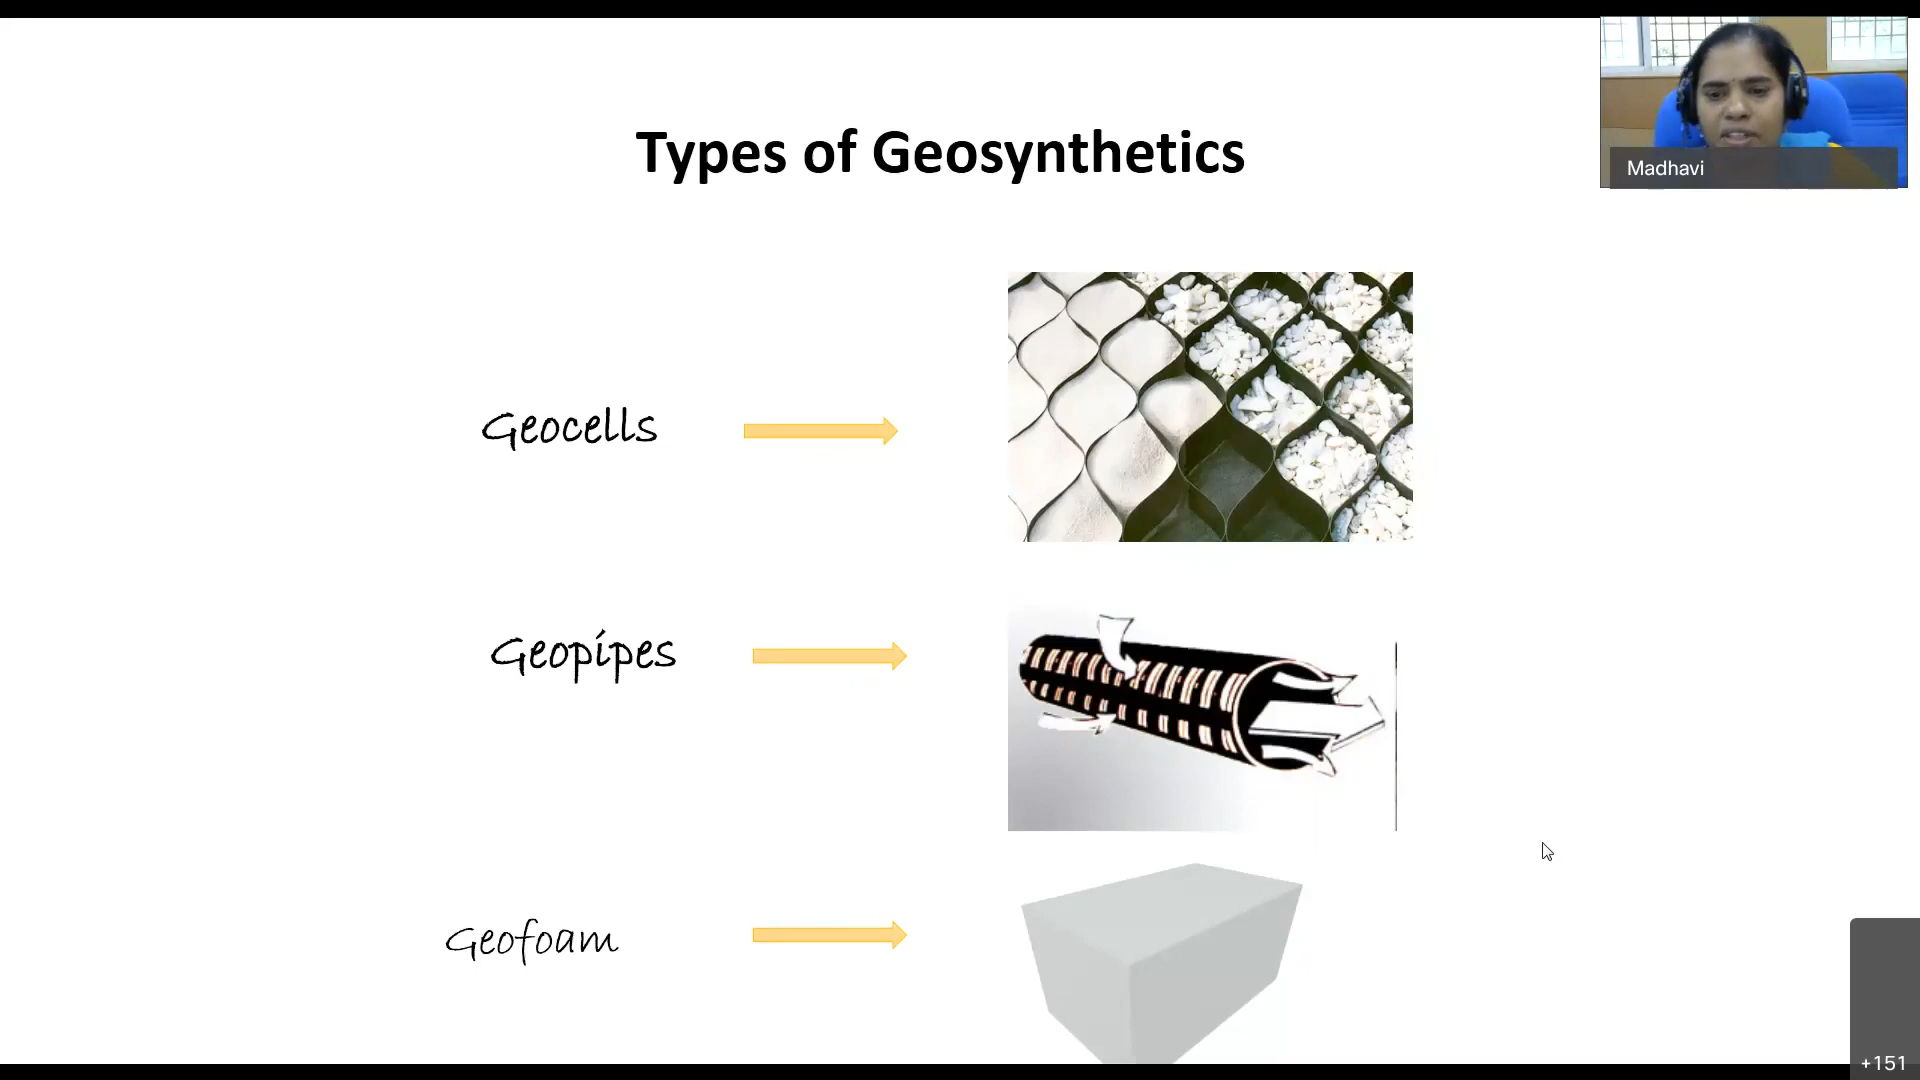 Types of Geosynthetics
Madhavi
Geocells
Geopipes
Geofoam
+151